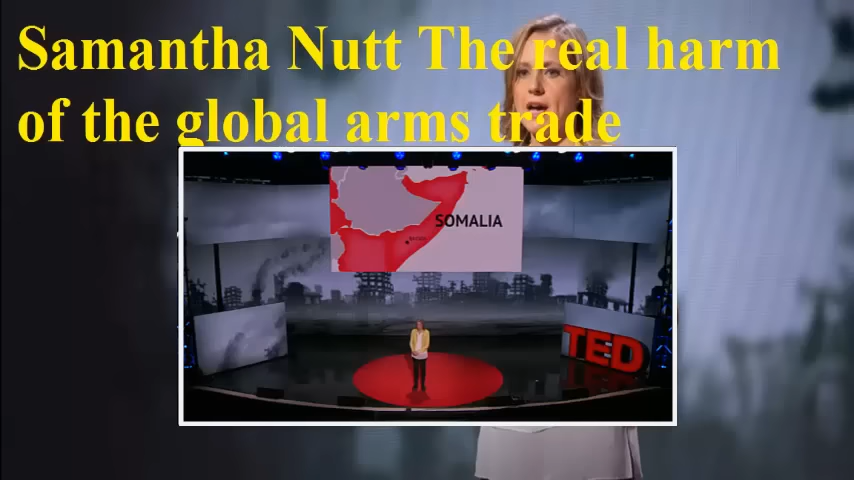 Samantha Nutt The real harm
of the global arms trade
SOMALIA
TED